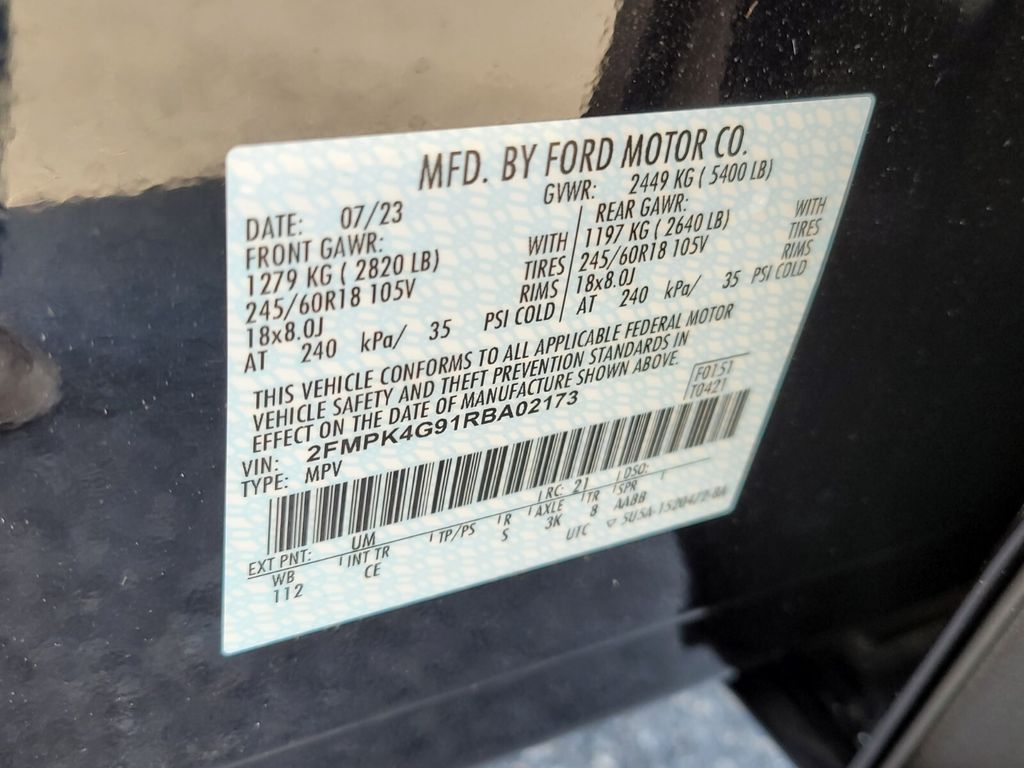 MFD. BY FORD MOTOR CO.
DATE: 07/23 GVWR: 2449 KG ( 5400 LB)
FRONT GAWR: REAR GAWR:
1279 KG ( 2820 LB) WITH 1197 KG ( 2640 LB) WITH
245/60R18 105V TIRES 245/60R18 105V TIRES
18x8.0J RIMS 18x8.0J RIMS
AT 240 kPa/ 35 PSI COLD AT 240 kPa/ 35 PSI COLD
THIS VEHICLE CONFORMS TO ALL APPLICABLE FEDERAL MOTOR
VEHICLE SAFETY AND THEFT PREVENTION STANDARDS IN
EFFECT ON THE DATE OF MANUFACTURE SHOWN ABOVE.
F0151
T0421
VIN: 2FMPK4G91RBA02173
TYPE: MPV
EXT PNT: UM RC: 21 DSO:
WB INT TR TP/PS R AXLE TR SPR
112 CE S 3K 8 AABB
UTC